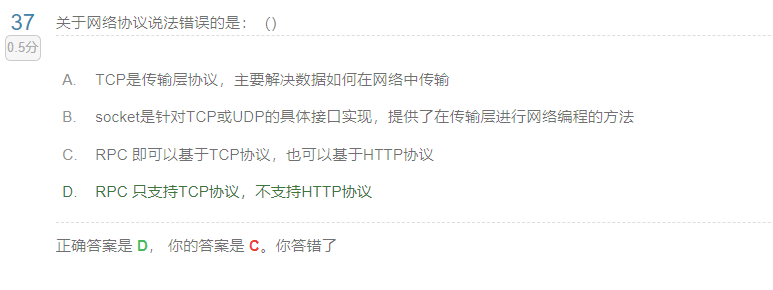 37 关于网络协议说法错误的是：（）
0.5分
A. TCP是传输层协议，主要解决数据如何在网络中传输
B. socket是针对TCP或UDP的具体接口实现，提供了在传输层进行网络编程的方法
C. RPC 即可以基于TCP协议，也可以基于HTTP协议
D. RPC 只支持TCP协议，不支持HTTP协议
正确答案是 D， 你的答案是 C。你答错了